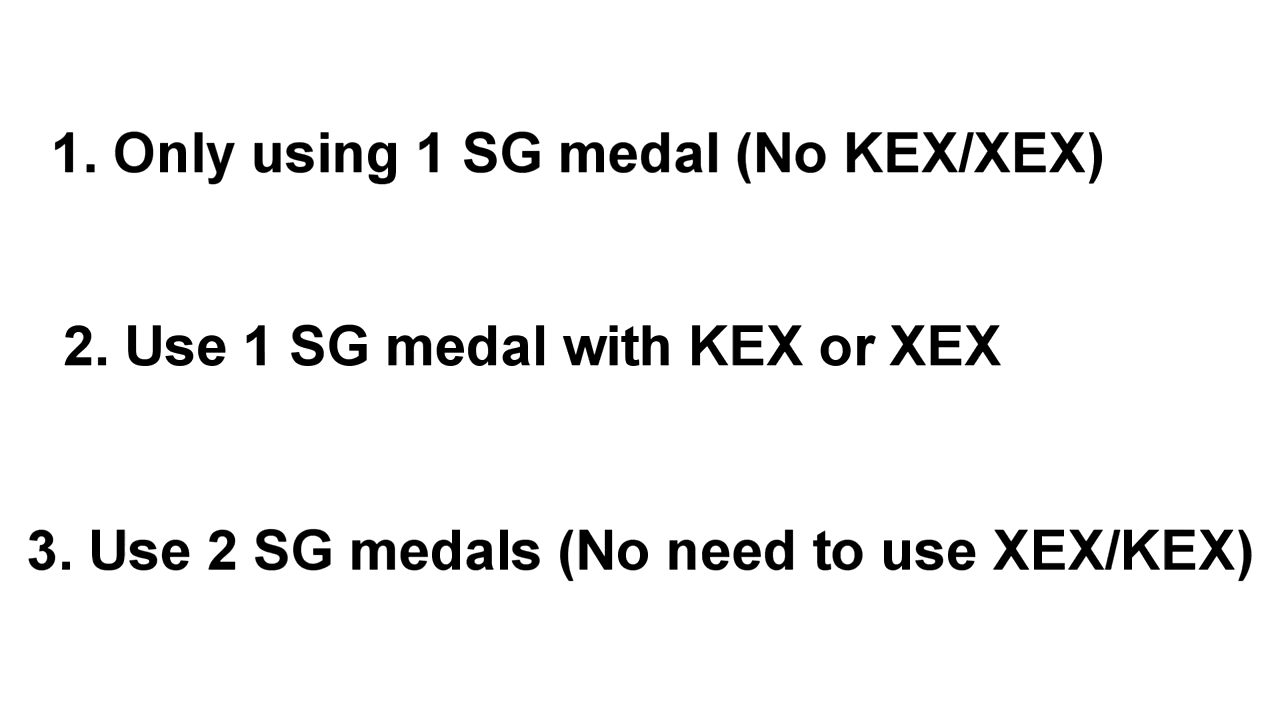 1. Only using 1 SG medal (No KEX/XEX)
2. Use 1 SG medal with KEX or XEX
3. Use 2 SG medals (No need to use XEX/KEX)